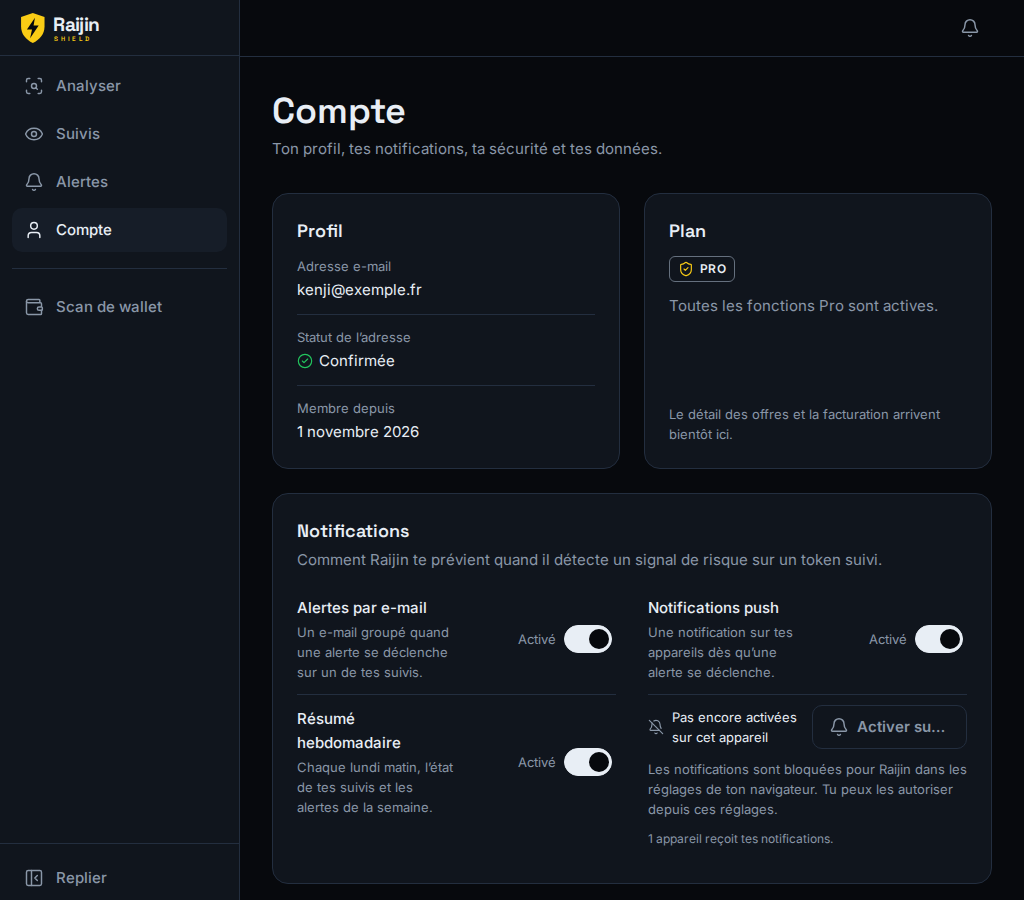 Raijin
SHIELD
Analyser
Suivis
Alertes
Compte
Scan de wallet
Replier
Compte
Ton profil, tes notifications, ta sécurité et tes données.
Profil
Adresse e-mail
kenji@exemple.fr
Statut de l’adresse
Confirmée
Membre depuis
1 novembre 2026
Plan
PRO
Toutes les fonctions Pro sont actives.
Le détail des offres et la facturation arrivent
bientôt ici.
Notifications
Comment Raijin te prévient quand il détecte un signal de risque sur un token suivi.
Alertes par e-mail
Un e-mail groupé quand
une alerte se déclenche
sur un de tes suivis.
Activé
Résumé
hebdomadaire
Chaque lundi matin, l’état
de tes suivis et les
alertes de la semaine.
Activé
Notifications push
Une notification sur tes
appareils dès qu’une
alerte se déclenche.
Activé
Pas encore activées
sur cet appareil
Activer su...
Les notifications sont bloquées pour Raijin dans les
réglages de ton navigateur. Tu peux les autoriser
depuis ces réglages.
1 appareil reçoit tes notifications.